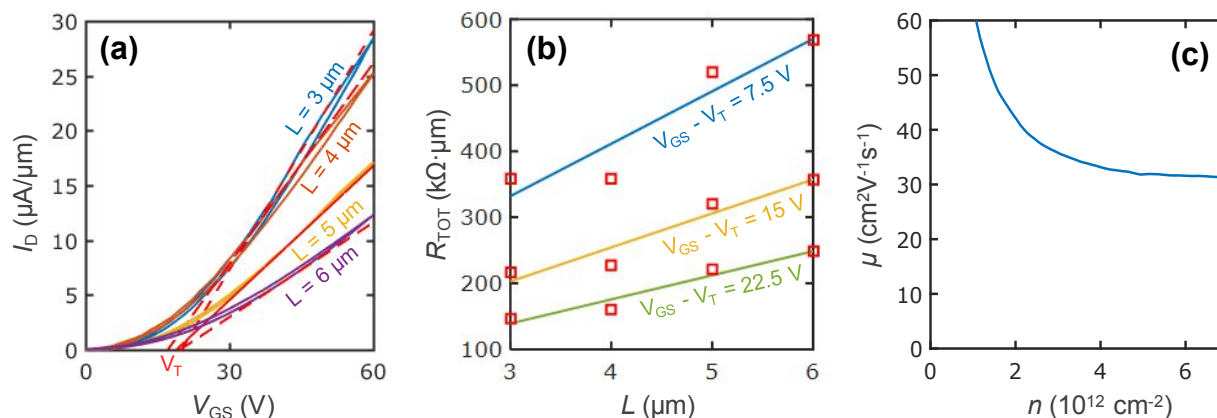 (a)
30
25
20
15
10
5
0
I_D (µA/µm)
L = 3 µm
L = 4 µm
L = 5 µm
L = 6 µm
V_T
0
30
60
V_GS (V)
(b)
600
500
400
300
200
100
R_TOT (kΩ·µm)
V_GS - V_T = 7.5 V
V_GS - V_T = 15 V
V_GS - V_T = 22.5 V
3
4
5
6
L (µm)
(c)
60
50
40
30
20
10
0
µ (cm²V-¹s-¹)
0
2
4
6
n (10¹² cm-²)